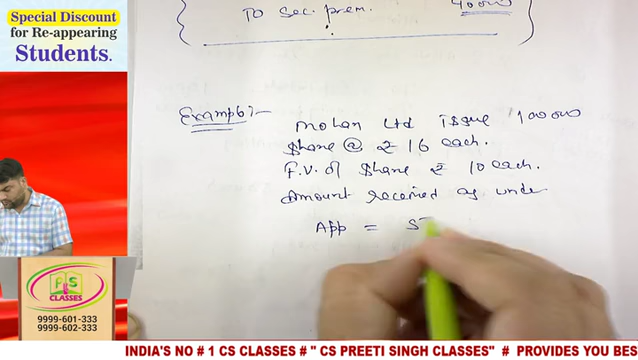 Special Discount
for Re-appearing
Students.
To Sec. prem.
Example:-
Mohan Ltd Issue 100000
Share @ ₹ 16 each.
F.V. of Share ₹ 10 each.
Amount received as under
App =
PS
CLASSES
9999-601-333
9999-602-333
INDIA'S NO # 1 CS CLASSES # " CS PREETI SINGH CLASSES" # PROVIDES YOU BES